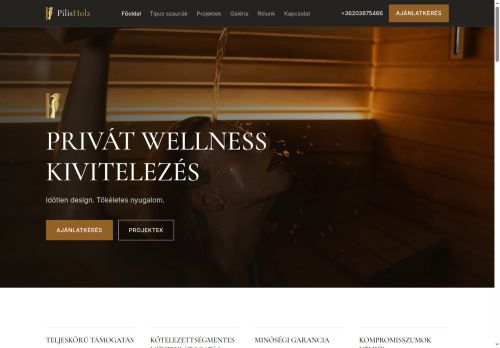 PilisHolz
Főoldal Típus szaunák Projektek Galéria Rólunk Kapcsolat
+36203875466 AJÁNLATKÉRÉS
PRIVÁT WELLNESS
KIVITELEZÉS
Időtlen design. Tökéletes nyugalom.
AJÁNLATKÉRÉS PROJEKTEK
TELJESKÖRŰ TÁMOGATÁS KÖTELEZETTSÉGMENTES MINŐSÉGI GARANCIA KOMPROMISSZUMOK